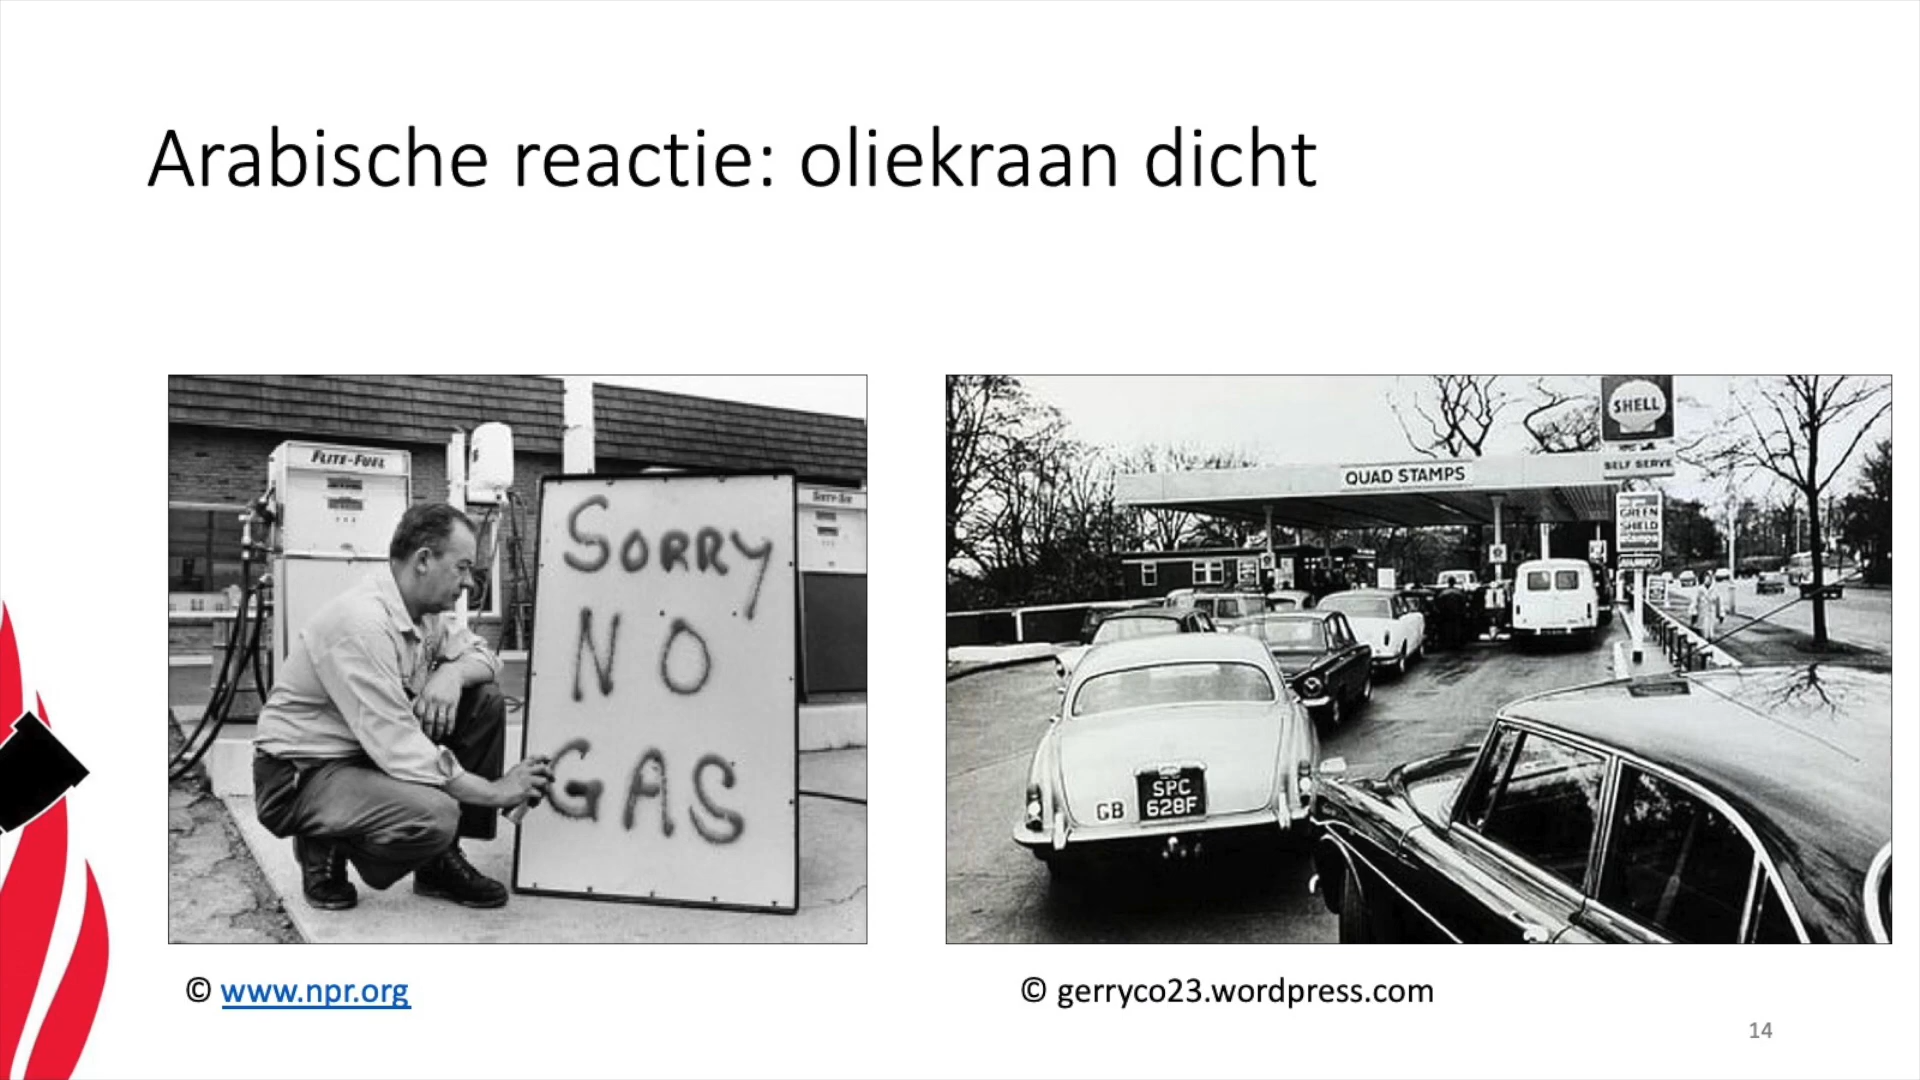 Arabische reactie: oliekraan dicht
FLITE-FUEL
SORRY
NO
GAS
SHELL
SELF SERVE
QUAD STAMPS
GREEN
SHIELD
stamps
GB
SPC
628F
© www.npr.org
© gerryco23.wordpress.com
14